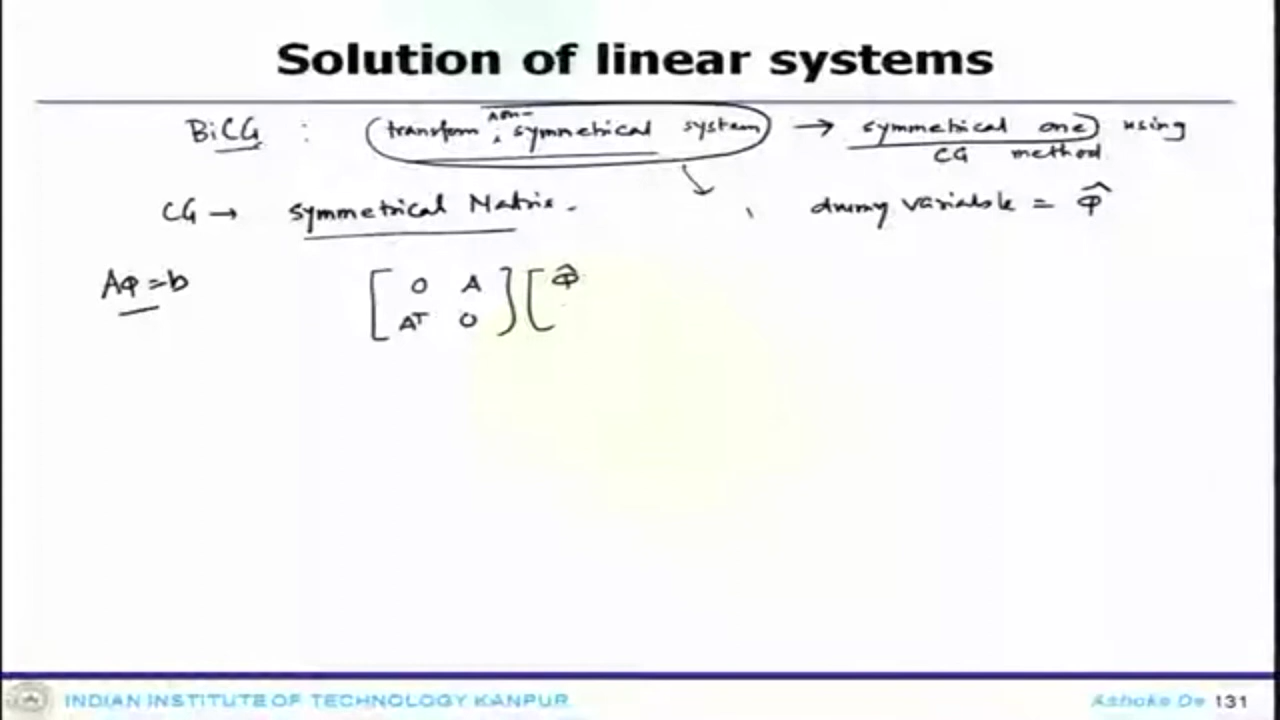 Solution of linear systems
BiCG : (transform non-symmetrical system) → symmetrical one) using
CG method
CG → symmetrical Matrix. dummy variable = φ̂
Aφ = b [ 0 A ] [ φ̂
Aᵀ 0
INDIAN INSTITUTE OF TECHNOLOGY KANPUR Ashoke De 131